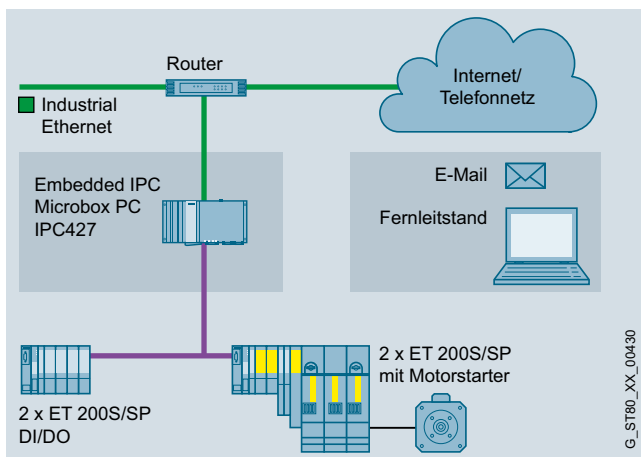 Router
Internet/
Telefonnetz
Industrial
Ethernet
Embedded IPC
Microbox PC
IPC427
E-Mail
Fernleitstand
2 x ET 200S/SP
DI/DO
2 x ET 200S/SP
mit Motorstarter
G_ST80_XX_00430